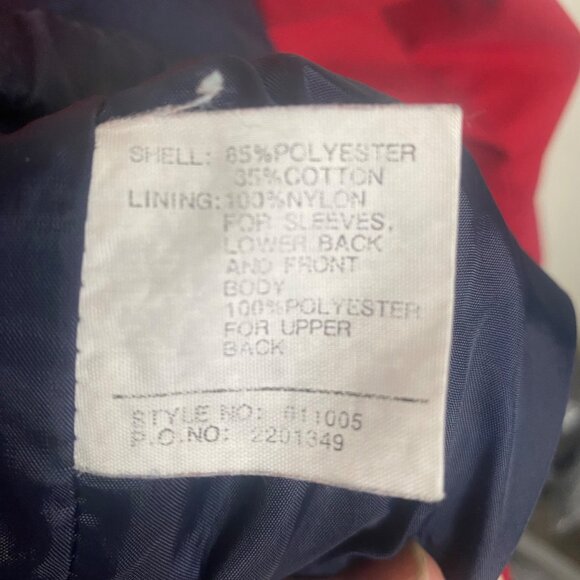 SHELL: 65%POLYESTER
35%COTTON
LINING:100%NYLON
FOR SLEEVES,
LOWER BACK
AND FRONT
BODY
100%POLYESTER
FOR UPPER
BACK
STYLE NO: 611005
P.O.NO: 2201349